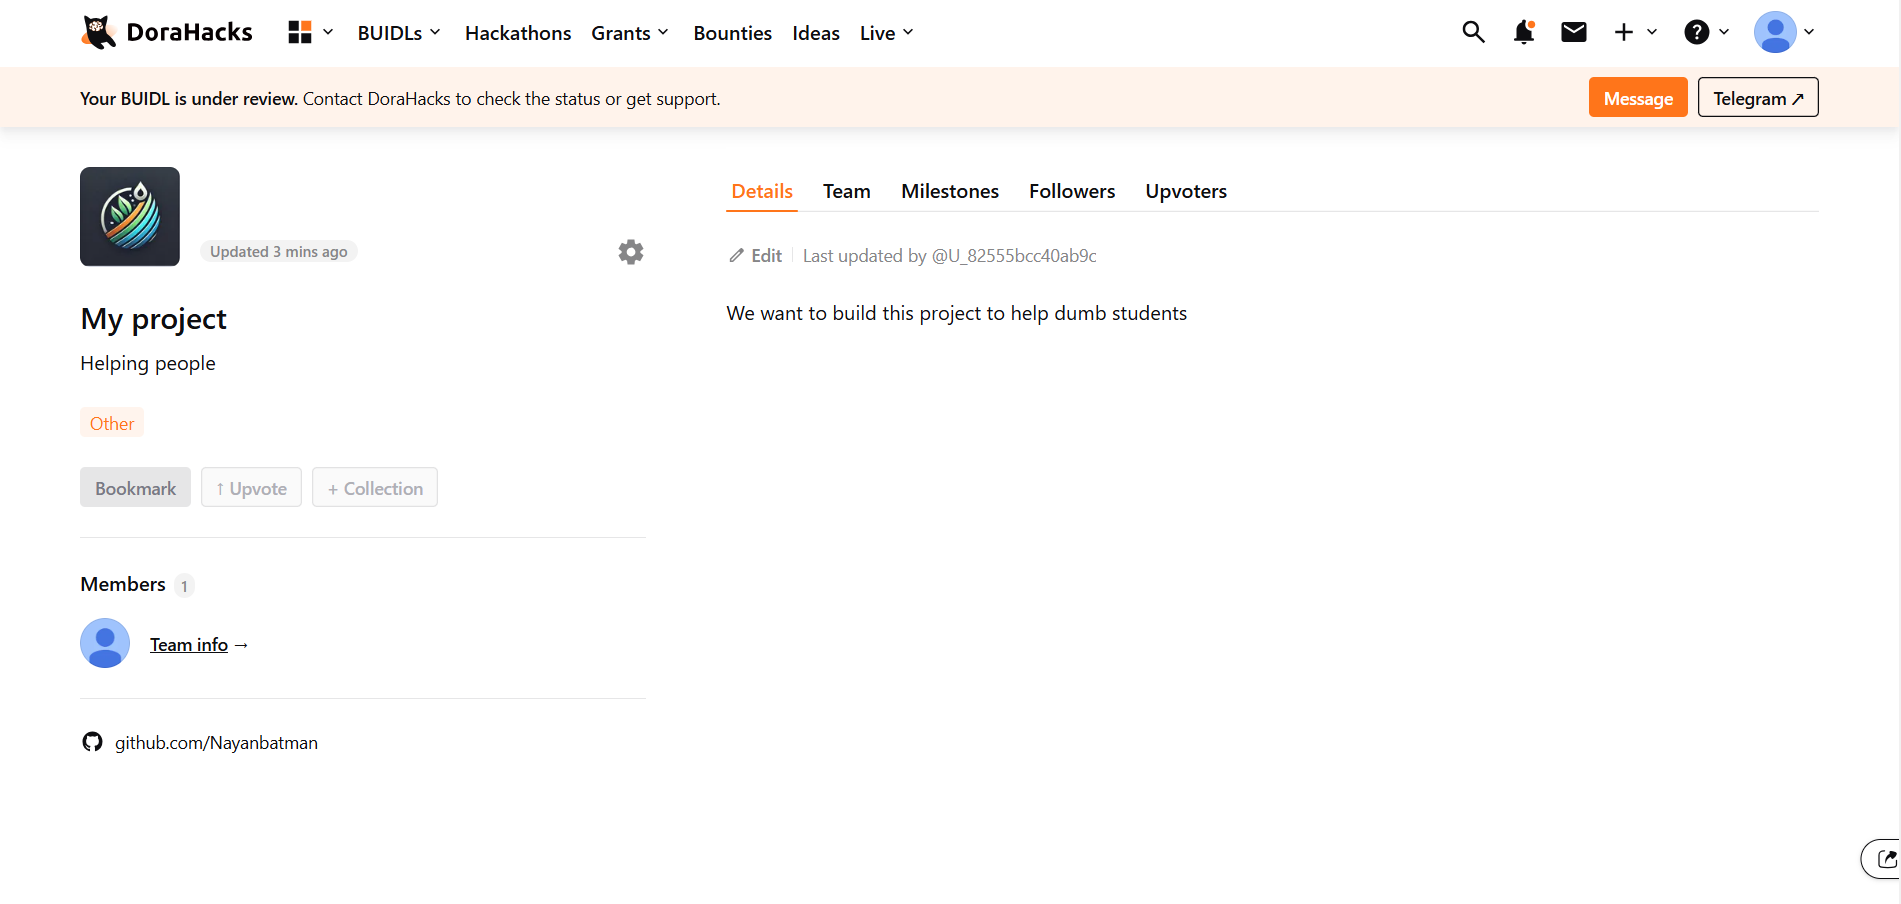 DoraHacks
BUIDLs
Hackathons
Grants
Bounties
Ideas
Live
Your BUIDL is under review. Contact DoraHacks to check the status or get support.
Message
Telegram ↗
Updated 3 mins ago
My project
Helping people
Other
Bookmark
↑ Upvote
+ Collection
Members 1
Team info →
github.com/Nayanbatman
Details
Team
Milestones
Followers
Upvoters
Edit
Last updated by @U_82555bcc40ab9c
We want to build this project to help dumb students